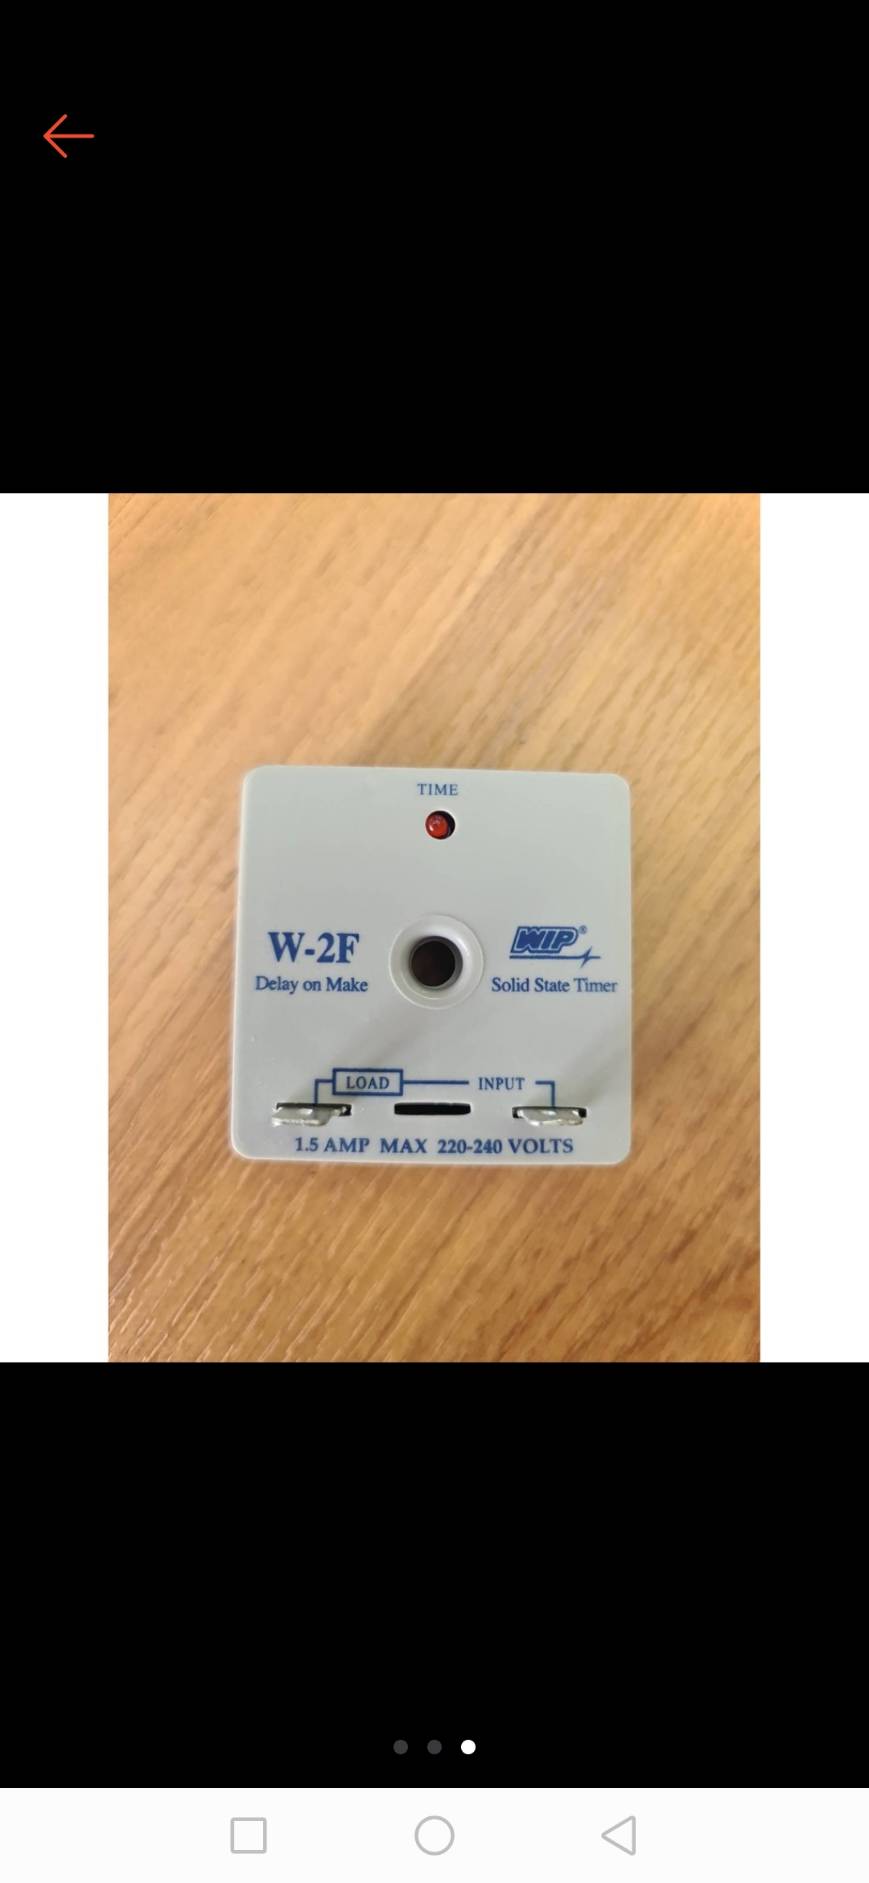 TIME
W-2F
WIP®
Delay on Make
Solid State Timer
LOAD
INPUT
1.5 AMP MAX 220-240 VOLTS